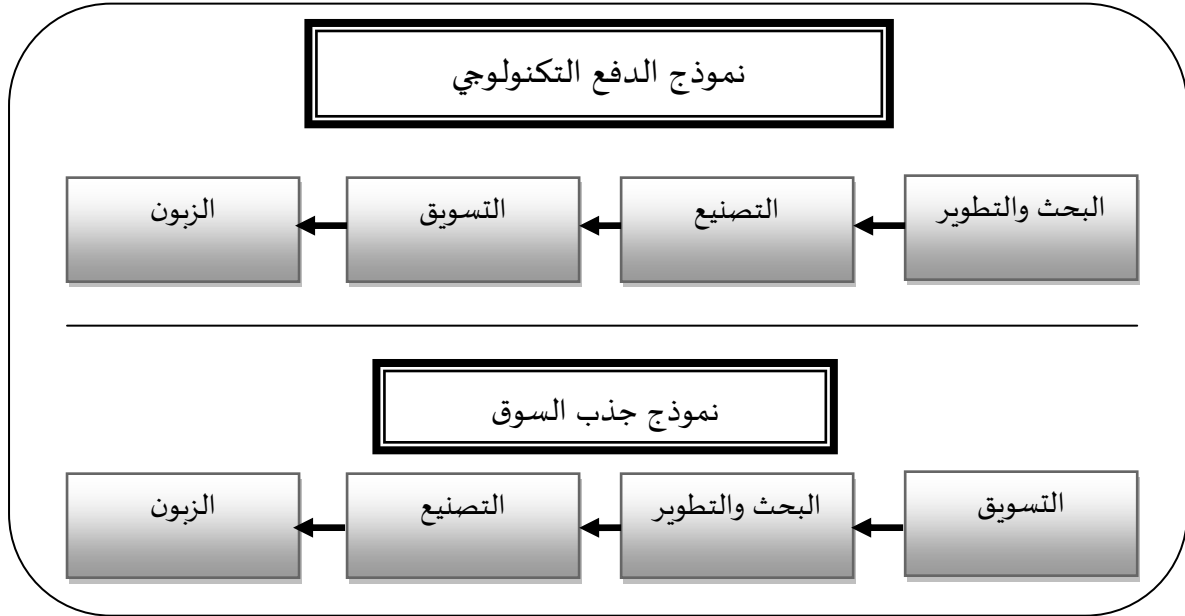 نموذج الدفع التكنولوجي
البحث والتطوير
التصنيع
التسويق
الزبون
نموذج جذب السوق
التسويق
البحث والتطوير
التصنيع
الزبون